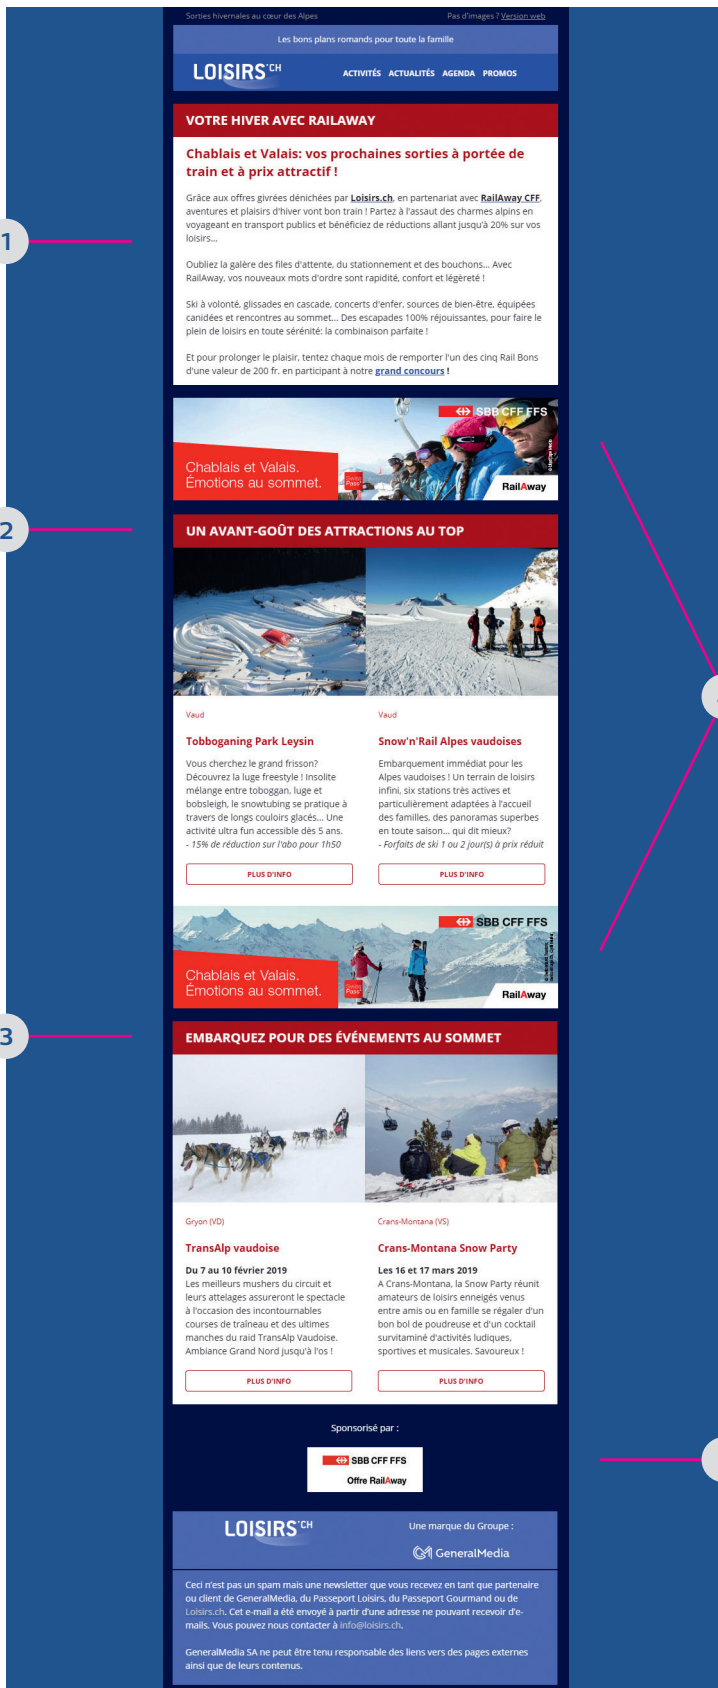 Sorties hivernales au cœur des Alpes
Pas d'images ? Version web
Les bons plans romands pour toute la famille
LOISIRS.CH
ACTIVITÉS ACTUALITÉS AGENDA PROMOS
VOTRE HIVER AVEC RAILAWAY
Chablais et Valais: vos prochaines sorties à portée de
train et à prix attractif !
Grâce aux offres givrées dénichées par Loisirs.ch, en partenariat avec RailAway CFF,
aventures et plaisirs d'hiver vont bon train ! Partez à l'assaut des charmes alpins en
voyageant en transport publics et bénéficiez de réductions allant jusqu'à 20% sur vos
loisirs...
1
Oubliez la galère des files d'attente, du stationnement et des bouchons... Avec
RailAway, vos nouveaux mots d'ordre sont rapidité, confort et légèreté !
Ski à volonté, glissades en cascade, concerts d'enfer, sources de bien-être, équipées
canidées et rencontres au sommet... Des escapades 100% réjouissantes, pour faire le
plein de loisirs en toute sérénité: la combinaison parfaite !
Et pour prolonger le plaisir, tentez chaque mois de remporter l'un des cinq Rail Bons
d'une valeur de 200 fr. en participant à notre grand concours !
SBB CFF FFS
Chablais et Valais.
Émotions au sommet.
Swiss
Pass
RailAway
2
UN AVANT-GOÛT DES ATTRACTIONS AU TOP
Vaud
Tobboganing Park Leysin
Vous cherchez le grand frisson?
Découvrez la luge freestyle ! Insolite
mélange entre toboggan, luge et
bobsleigh, le snowtubing se pratique à
travers de longs couloirs glacés... Une
activité ultra fun accessible dès 5 ans.
- 15% de réduction sur l'abo pour 1h50
PLUS D'INFO
Vaud
Snow'n'Rail Alpes vaudoises
Embarquement immédiat pour les
Alpes vaudoises ! Un terrain de loisirs
infini, six stations très actives et
particulièrement adaptées à l'accueil
des familles, des panoramas superbes
en toute saison... qui dit mieux?
- Forfaits de ski 1 ou 2 jour(s) à prix réduit
PLUS D'INFO
SBB CFF FFS
Chablais et Valais.
Émotions au sommet.
Swiss
Pass
RailAway
3
EMBARQUEZ POUR DES ÉVÉNEMENTS AU SOMMET
Gryon (VD)
TransAlp vaudoise
Du 7 au 10 février 2019
Les meilleurs mushers du circuit et
leurs attelages assureront le spectacle
à l'occasion des incontournables
courses de traîneau et des ultimes
manches du raid TransAlp Vaudoise.
Ambiance Grand Nord jusqu'à l'os !
PLUS D'INFO
Crans-Montana (VS)
Crans-Montana Snow Party
Les 16 et 17 mars 2019
A Crans-Montana, la Snow Party réunit
amateurs de loisirs enneigés venus
entre amis ou en famille se régaler d'un
bon bol de poudreuse et d'un cocktail
survitaminé d'activités ludiques,
sportives et musicales. Savoureux !
PLUS D'INFO
Sponsorisé par :
SBB CFF FFS
Offre RailAway
LOISIRS.CH
Une marque du Groupe :
GeneralMedia
Ceci n'est pas un spam mais une newsletter que vous recevez en tant que partenaire
ou client de GeneralMedia, du Passeport Loisirs, du Passeport Gourmand ou de
Loisirs.ch. Cet e-mail a été envoyé à partir d'une adresse ne pouvant recevoir d'e-
mails. Vous pouvez nous contacter à info@loisirs.ch.
GeneralMedia SA ne peut être tenu responsable des liens vers des pages externes
ainsi que de leurs contenus.